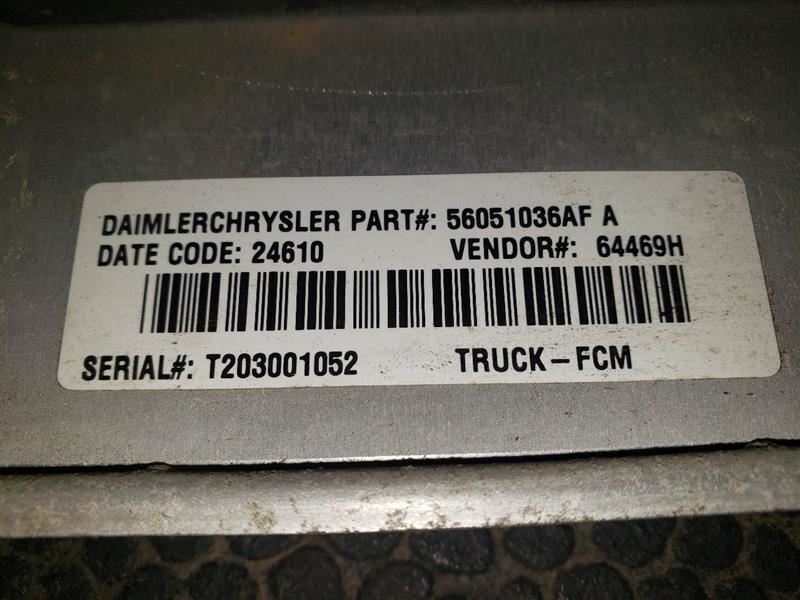 DAIMLERCHRYSLER PART#: 56051036AF A
DATE CODE: 24610 VENDOR#: 64469H
SERIAL#: T203001052 TRUCK-FCM